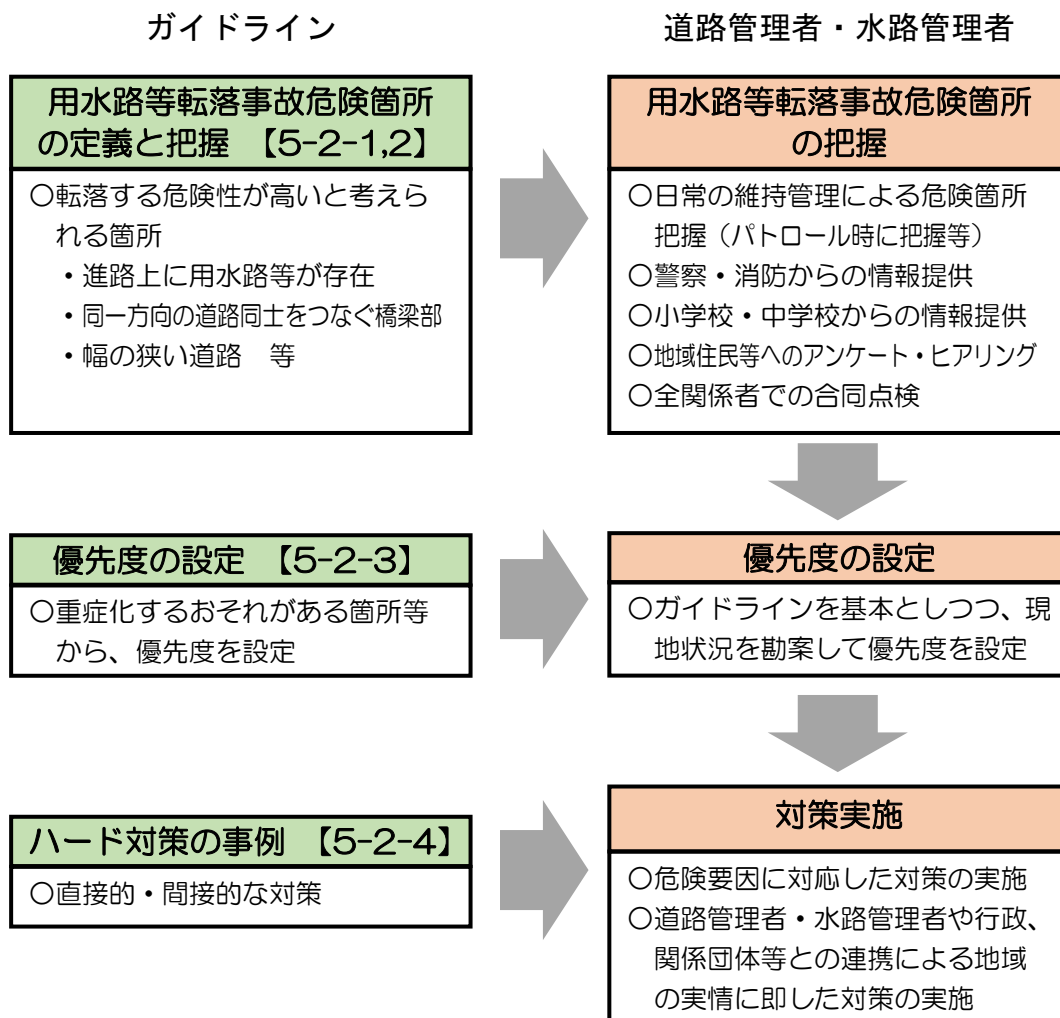 ガイドライン
道路管理者・水路管理者
用水路等転落事故危険箇所
の定義と把握 【5-2-1,2】
〇転落する危険性が高いと考えら
れる箇所
・進路上に用水路等が存在
・同一方向の道路同士をつなぐ橋梁部
・幅の狭い道路 等
用水路等転落事故危険箇所
の把握
〇日常の維持管理による危険箇所
把握（パトロール時に把握等）
〇警察・消防からの情報提供
〇小学校・中学校からの情報提供
〇地域住民等へのアンケート・ヒアリング
〇全関係者での合同点検
優先度の設定 【5-2-3】
〇重症化するおそれがある箇所等
から、優先度を設定
優先度の設定
〇ガイドラインを基本としつつ、現
地状況を勘案して優先度を設定
ハード対策の事例 【5-2-4】
〇直接的・間接的な対策
対策実施
〇危険要因に対応した対策の実施
〇道路管理者・水路管理者や行政、
関係団体等との連携による地域
の実情に即した対策の実施